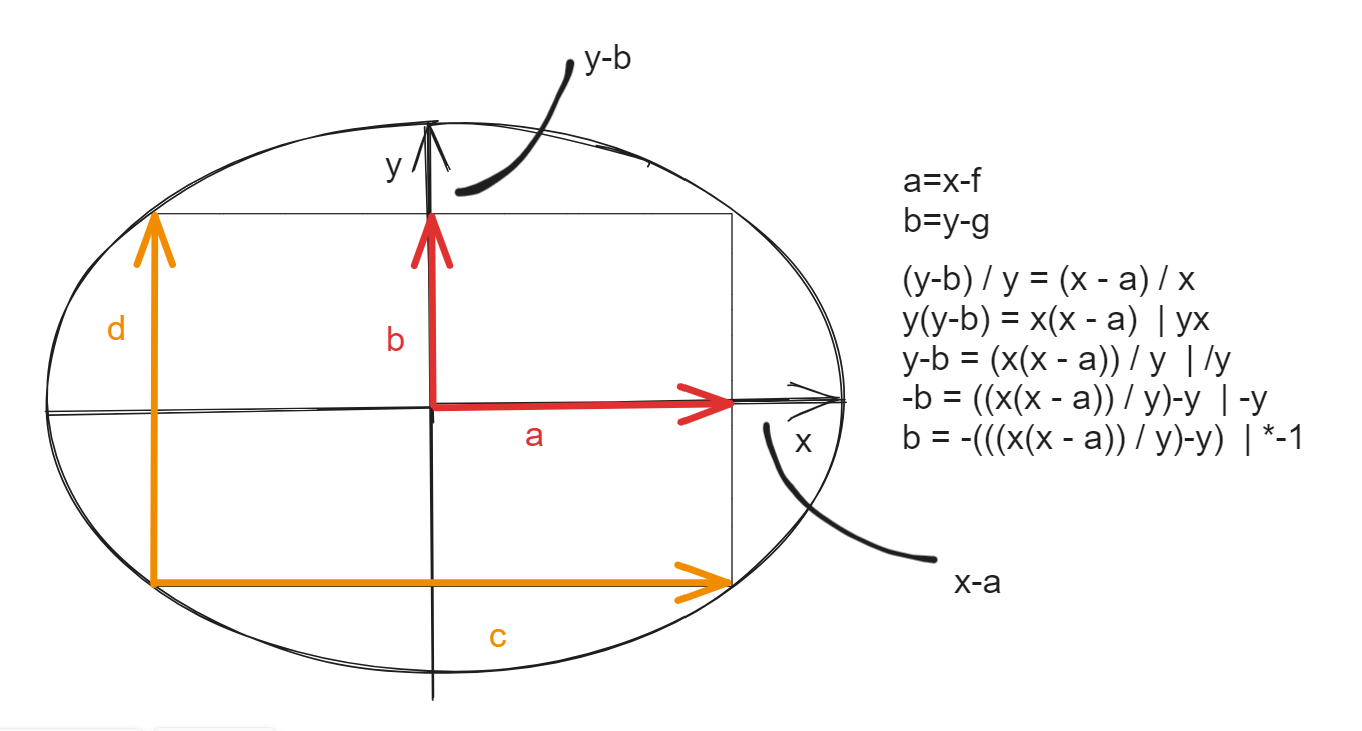 y-b
y
a=x-f
b=y-g
(y-b) / y = (x - a) / x
y(y-b) = x(x - a) | yx
d
b
y-b = (x(x - a)) / y | /y
-b = ((x(x - a)) / y)-y | -y
a
x
b = -(((x(x - a)) / y)-y) | *-1
x-a
c